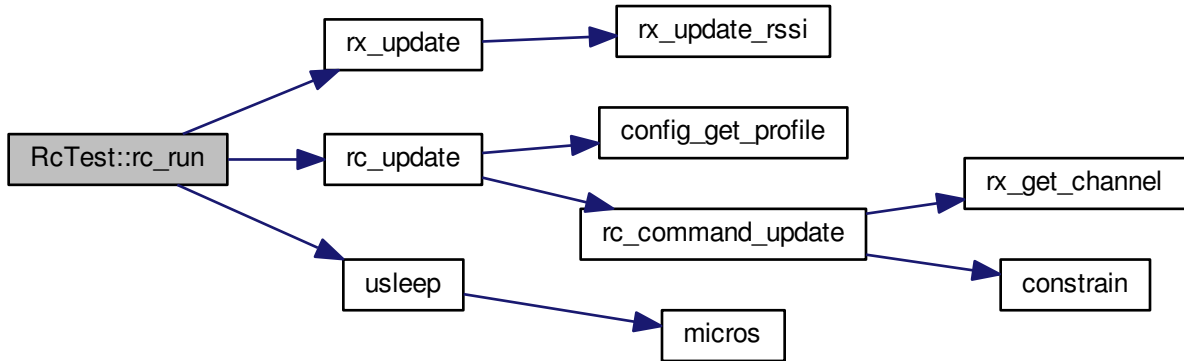 RcTest::rc_run
rx_update
rx_update_rssi
rc_update
config_get_profile
rc_command_update
rx_get_channel
constrain
usleep
micros